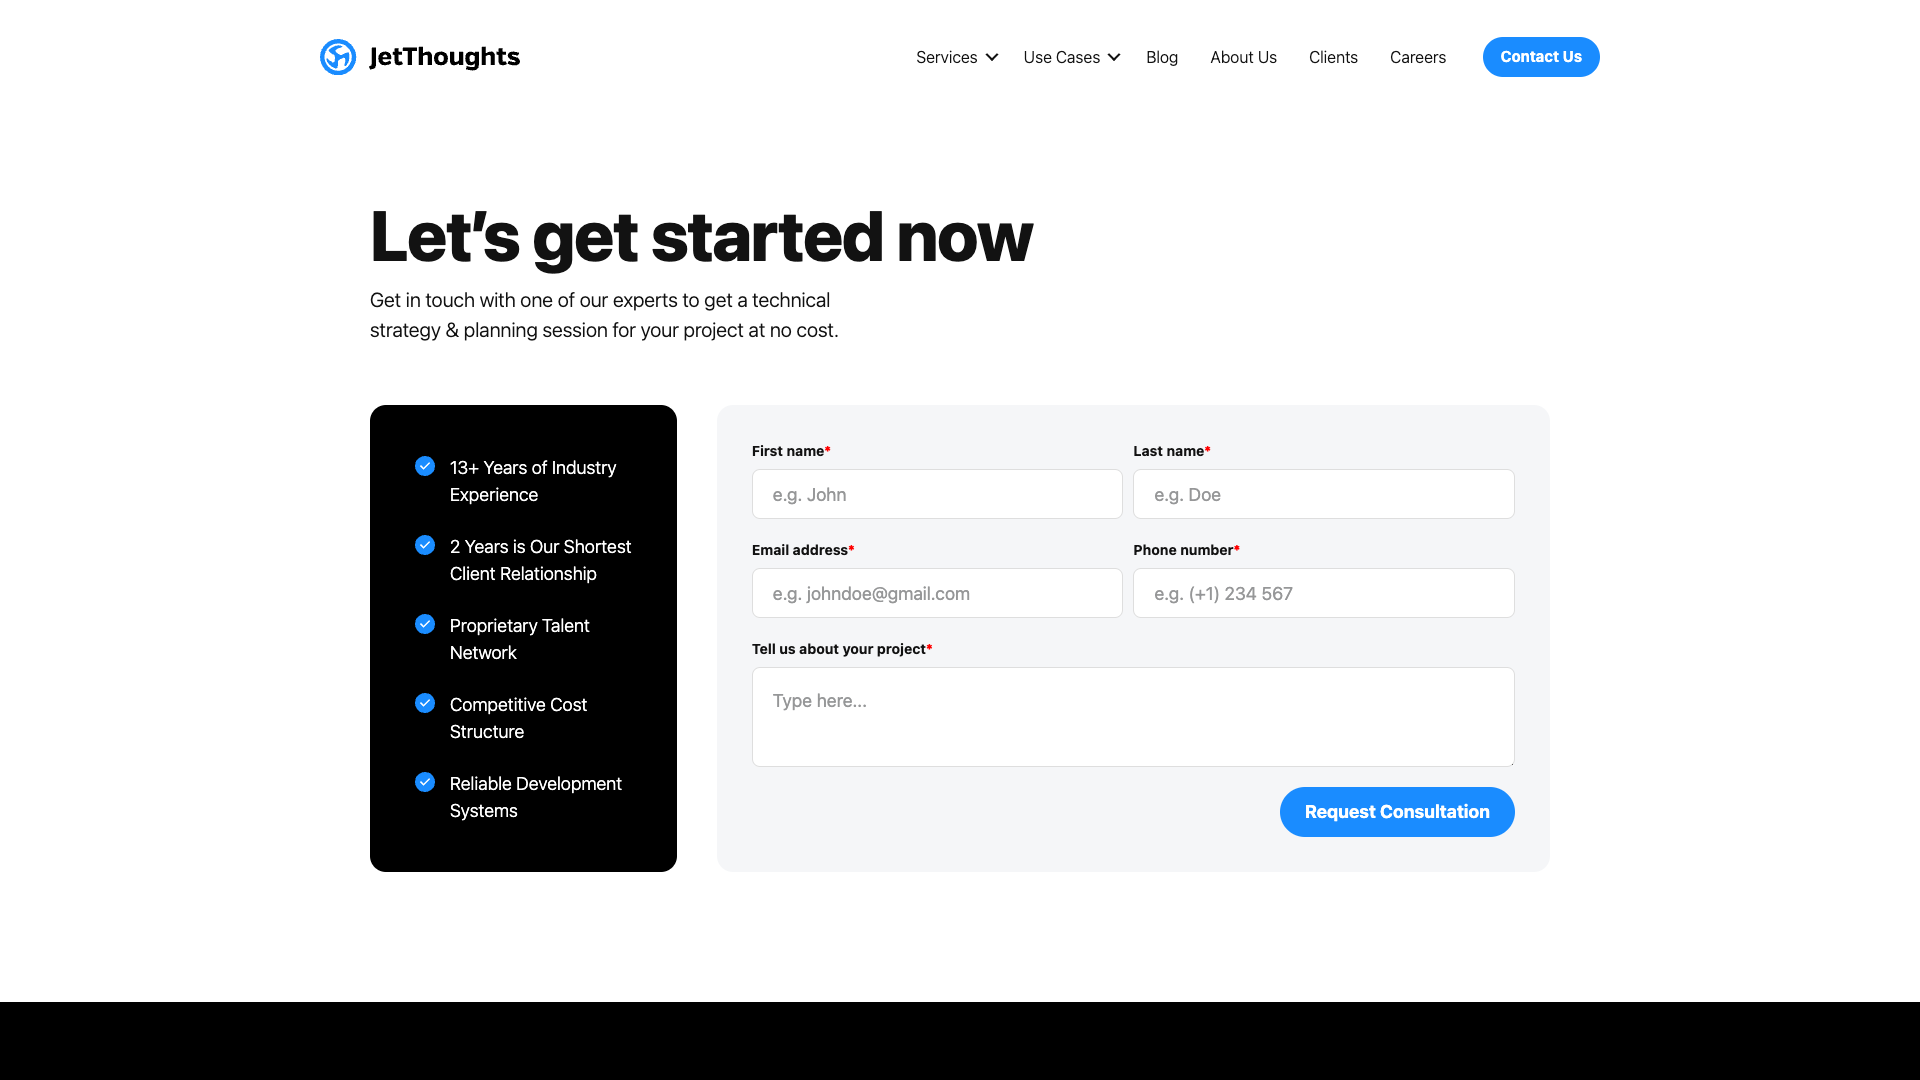 JetThoughts
Services
Use Cases
Blog
About Us
Clients
Careers
Contact Us
Let’s get started now
Get in touch with one of our experts to get a technical
strategy & planning session for your project at no cost.
13+ Years of Industry
Experience
2 Years is Our Shortest
Client Relationship
Proprietary Talent
Network
Competitive Cost
Structure
Reliable Development
Systems
First name*
e.g. John
Last name*
e.g. Doe
Email address*
e.g. johndoe@gmail.com
Phone number*
e.g. (+1) 234 567
Tell us about your project*
Type here...
Request Consultation